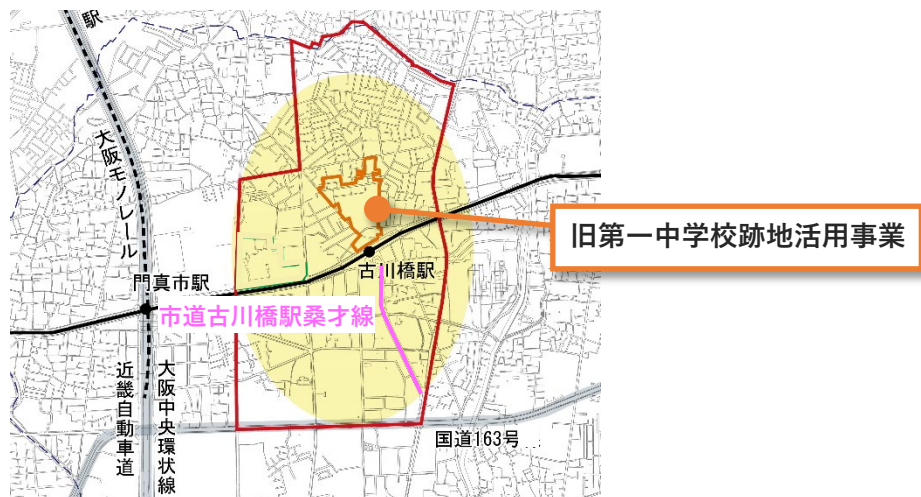 駅
大阪モノレール
旧第一中学校跡地活用事業
古川橋駅
門真市駅
市道古川橋駅桑才線
近畿自動車道
大阪中央環状線
国道163号